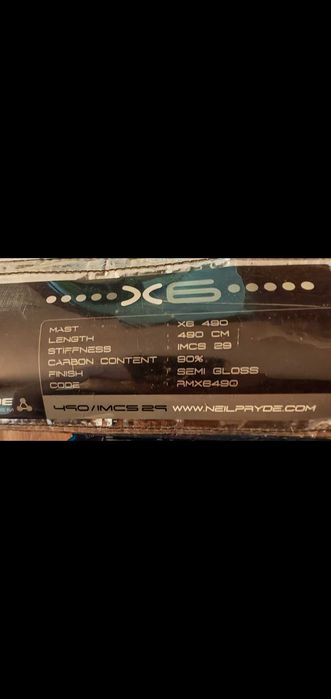 X6
MAST X6 490
LENGTH 490 CM
STIFFNESS IMCS 29
CARBON CONTENT 90%
FINISH SEMI GLOSS
CODE RMX6490
490/IMCS 29 WWW.NEILPRYDE.COM